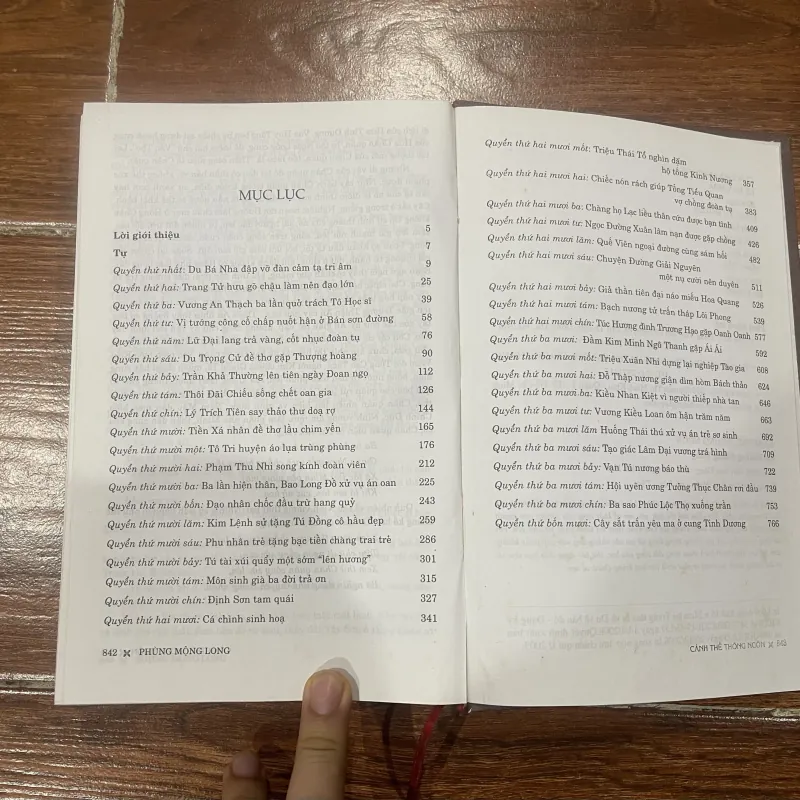 MỤC LỤC
Lời giới thiệu 5
Tự 7
Quyển thứ nhất: Du Bá Nha đập vỡ đàn cảm tạ tri âm 9
Quyển thứ hai: Trang Tử hưu gõ chậu làm nên đạo lớn 25
Quyển thứ ba: Vương An Thạch ba lần quở trách Tô Học sĩ 39
Quyển thứ tư: Vị tướng công cố chấp nuốt hận ở Bán sơn đường 58
Quyển thứ năm: Lữ Đại lang trả vàng, cốt nhục đoàn tụ 76
Quyển thứ sáu: Du Trọng Cử đề thơ gặp Thượng hoàng 90
Quyển thứ bảy: Trần Khả Thường lên tiên ngày Đoan ngọ 112
Quyển thứ tám: Thôi Đãi Chiếu sống chết oan gia 126
Quyển thứ chín: Lý Trích Tiên say thảo thư doạ rợ 144
Quyển thứ mười: Tiền Xá nhân đề thơ lầu chim yến 165
Quyển thứ mười một: Tô Tri huyện áo lụa trùng phùng 176
Quyển thứ mười hai: Phạm Thu Nhi song kính đoàn viên 212
Quyển thứ mười ba: Ba lần hiện thân, Bao Long Đồ xử vụ án oan 225
Quyển thứ mười bốn: Đạo nhân chốc đầu trừ hang quỷ 243
Quyển thứ mười lăm: Kim Lệnh sử tặng Tú Đồng cô hầu đẹp 259
Quyển thứ mười sáu: Phu nhân trẻ tặng bạc tiền chàng trai trẻ 286
Quyển thứ mười bảy: Tú tài xúi quẩy một sớm "lên hương" 301
Quyển thứ mười tám: Môn sinh già ba đời trả ơn 315
Quyển thứ mười chín: Định Sơn tam quái 327
Quyển thứ hai mươi: Cá chình sinh hoạ 341
842 PHÙNG MỘNG LONG
Quyển thứ hai mươi mốt: Triệu Thái Tổ nghìn dặm
hộ tống Kinh Nương 357
Quyển thứ hai mươi hai: Chiếc nón rách giúp Tống Tiểu Quan
vợ chồng đoàn tụ 383
Quyển thứ hai mươi ba: Chàng họ Lạc liều thân cứu được bạn tình 409
Quyển thứ hai mươi tư: Ngọc Đường Xuân lâm nạn được gặp chồng 426
Quyển thứ hai mươi lăm: Quế Viên ngoại đường cùng sám hối 482
Quyển thứ hai mươi sáu: Chuyện Đường Giải Nguyên
một nụ cười nên duyên 511
Quyển thứ hai mươi bảy: Giả thần tiên đại náo miếu Hoa Quang 526
Quyển thứ hai mươi tám: Bạch nương tử trấn tháp Lôi Phong 539
Quyển thứ hai mươi chín: Túc Hương đình Trương Hạo gặp Oanh Oanh 577
Quyển thứ ba mươi: Đầm Kim Minh Ngô Thanh gặp Ái Ái 592
Quyển thứ ba mươi mốt: Triệu Xuân Nhi dựng lại nghiệp Tào gia 608
Quyển thứ ba mươi hai: Đỗ Thập nương giận dìm hòm Bách thảo 624
Quyển thứ ba mươi ba: Kiều Nhan Kiệt vì người thiếp nhà tan 646
Quyển thứ ba mươi tư: Vương Kiều Loan ôm hận trăm năm 663
Quyển thứ ba mươi lăm Huống Thái thú xử vụ án trẻ sơ sinh 692
Quyển thứ ba mươi sáu: Tạo giác Lâm Đại vương trá hình 709
Quyển thứ ba mươi bảy: Vạn Tú nương báo thù 722
Quyển thứ ba mươi tám: Hội uyên ương Tưởng Thục Chân rơi đầu 739
Quyển thứ ba mươi chín: Ba sao Phúc Lộc Thọ xuống trần 753
Quyển thứ bốn mươi: Cây sắt trấn yêu ma ở cung Tinh Dương 766
CẢNH THẾ THÔNG NGÔN 843